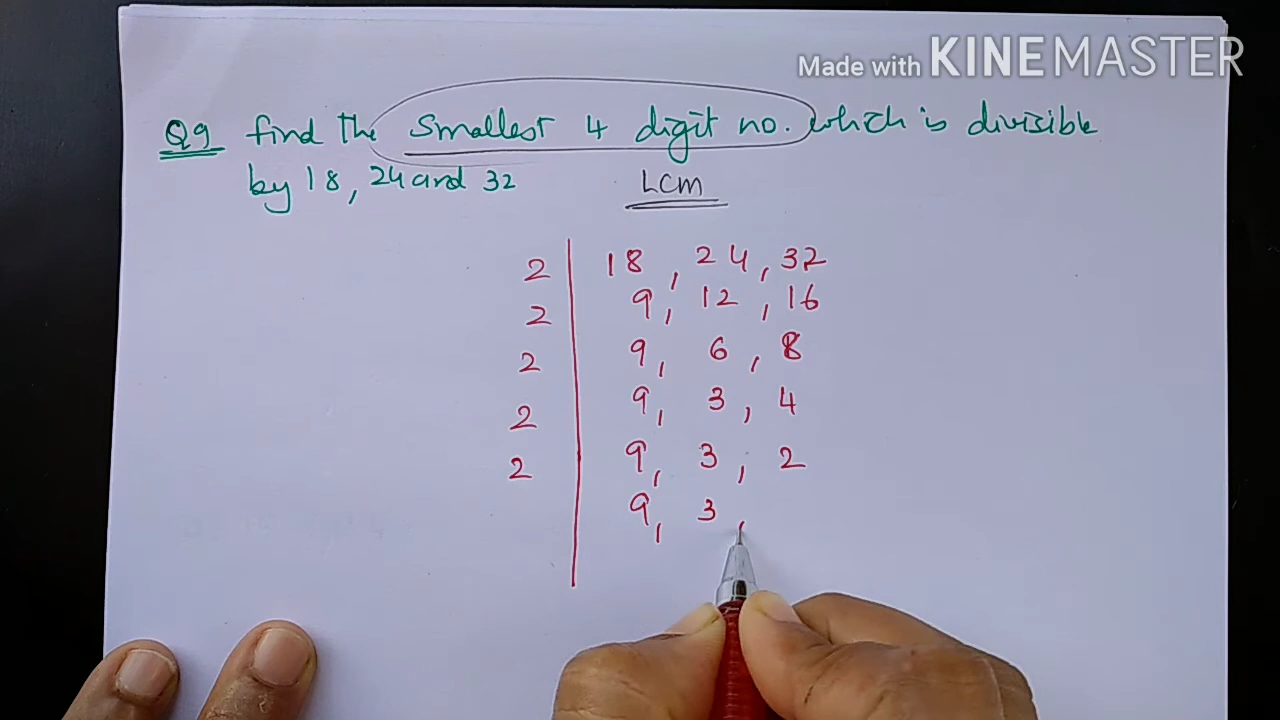 Made with KINEMASTER
Q9 find the smallest 4 digit no. which is divisible
by 18, 24 and 32
LCM
2 18, 24, 32
2 9, 12, 16
2 9, 6, 8
2 9, 3, 4
2 9, 3, 2
9, 3,